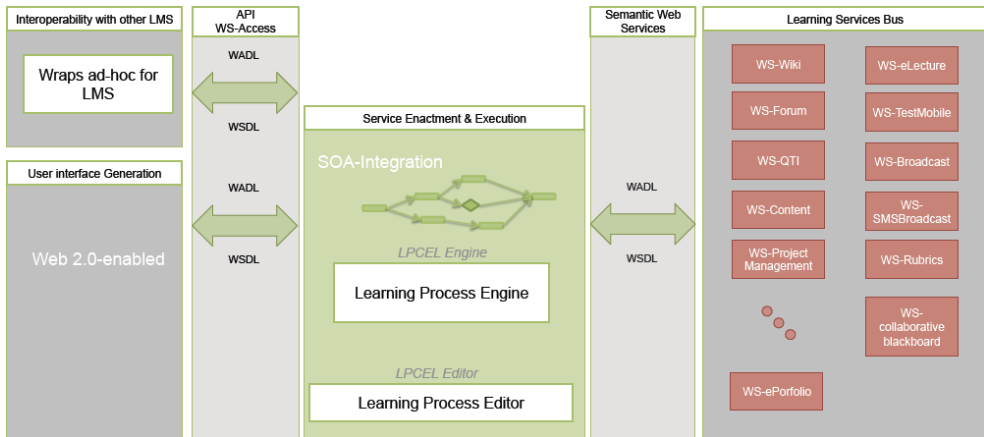 Interoperability with other LMS
Wraps ad-hoc for
LMS
User interface Generation
Web 2.0-enabled
API
WS-Access
WADL
WSDL
WADL
WSDL
Service Enactment & Execution
SOA-Integration
LPCEL Engine
Learning Process Engine
LPCEL Editor
Learning Process Editor
Semantic Web
Services
WADL
WSDL
Learning Services Bus
WS-Wiki
WS-eLecture
WS-Forum
WS-TestMobile
WS-QTI
WS-Broadcast
WS-Content
WS-
SMSBroadcast
WS-Project
Management
WS-Rubrics
WS-
collaborative
blackboard
WS-ePorfolio